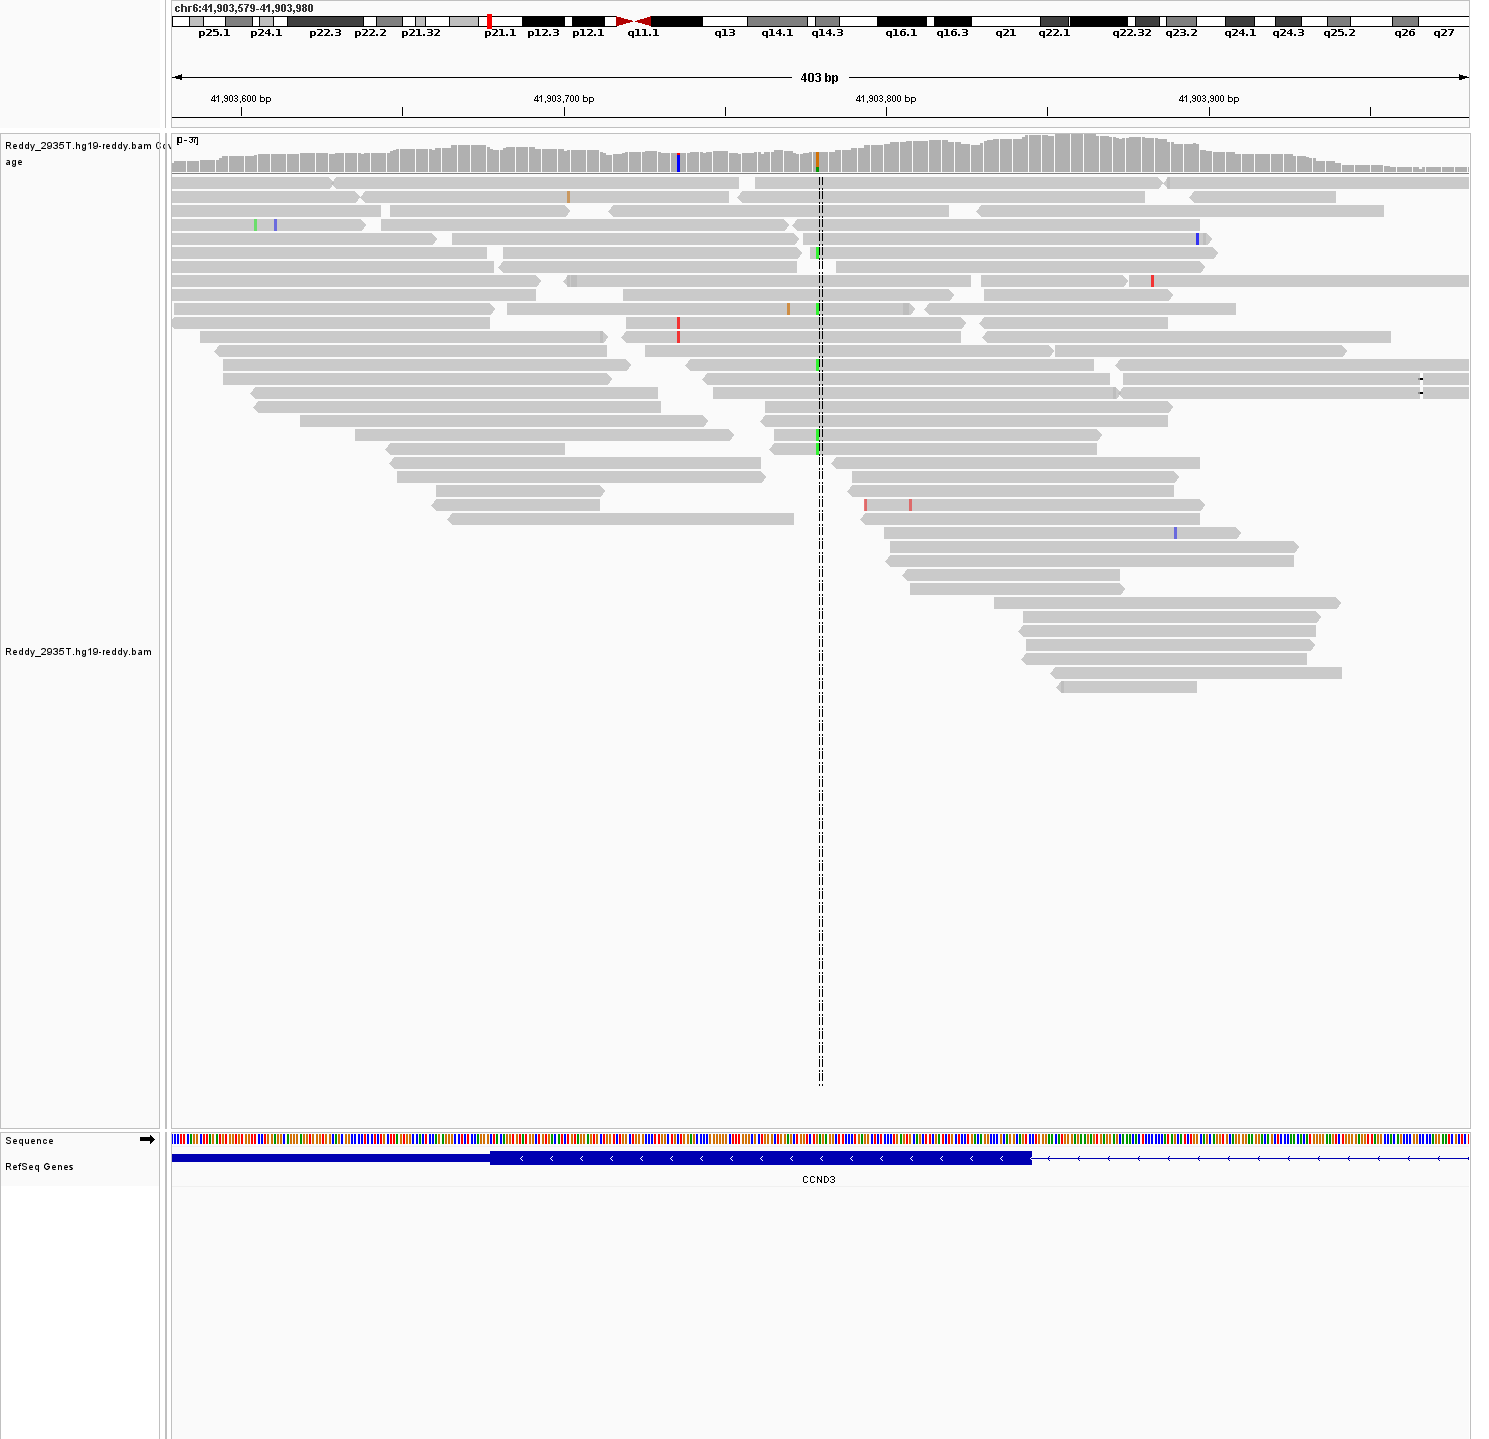 chr6:41,903,579-41,903,980
p25.1 p24.1 p22.3 p22.2 p21.32 p21.1 p12.3 p12.1 q11.1 q13 q14.1 q14.3 q16.1 q16.3 q21 q22.1 q22.32 q23.2 q24.1 q24.3 q25.2 q26 q27
403 bp
41,903,600 bp 41,903,700 bp 41,903,800 bp 41,903,900 bp
Reddy_2935T.hg19-reddy.bam Cov [0 - 37]
age
Reddy_2935T.hg19-reddy.bam
Sequence
RefSeq Genes
CCND3